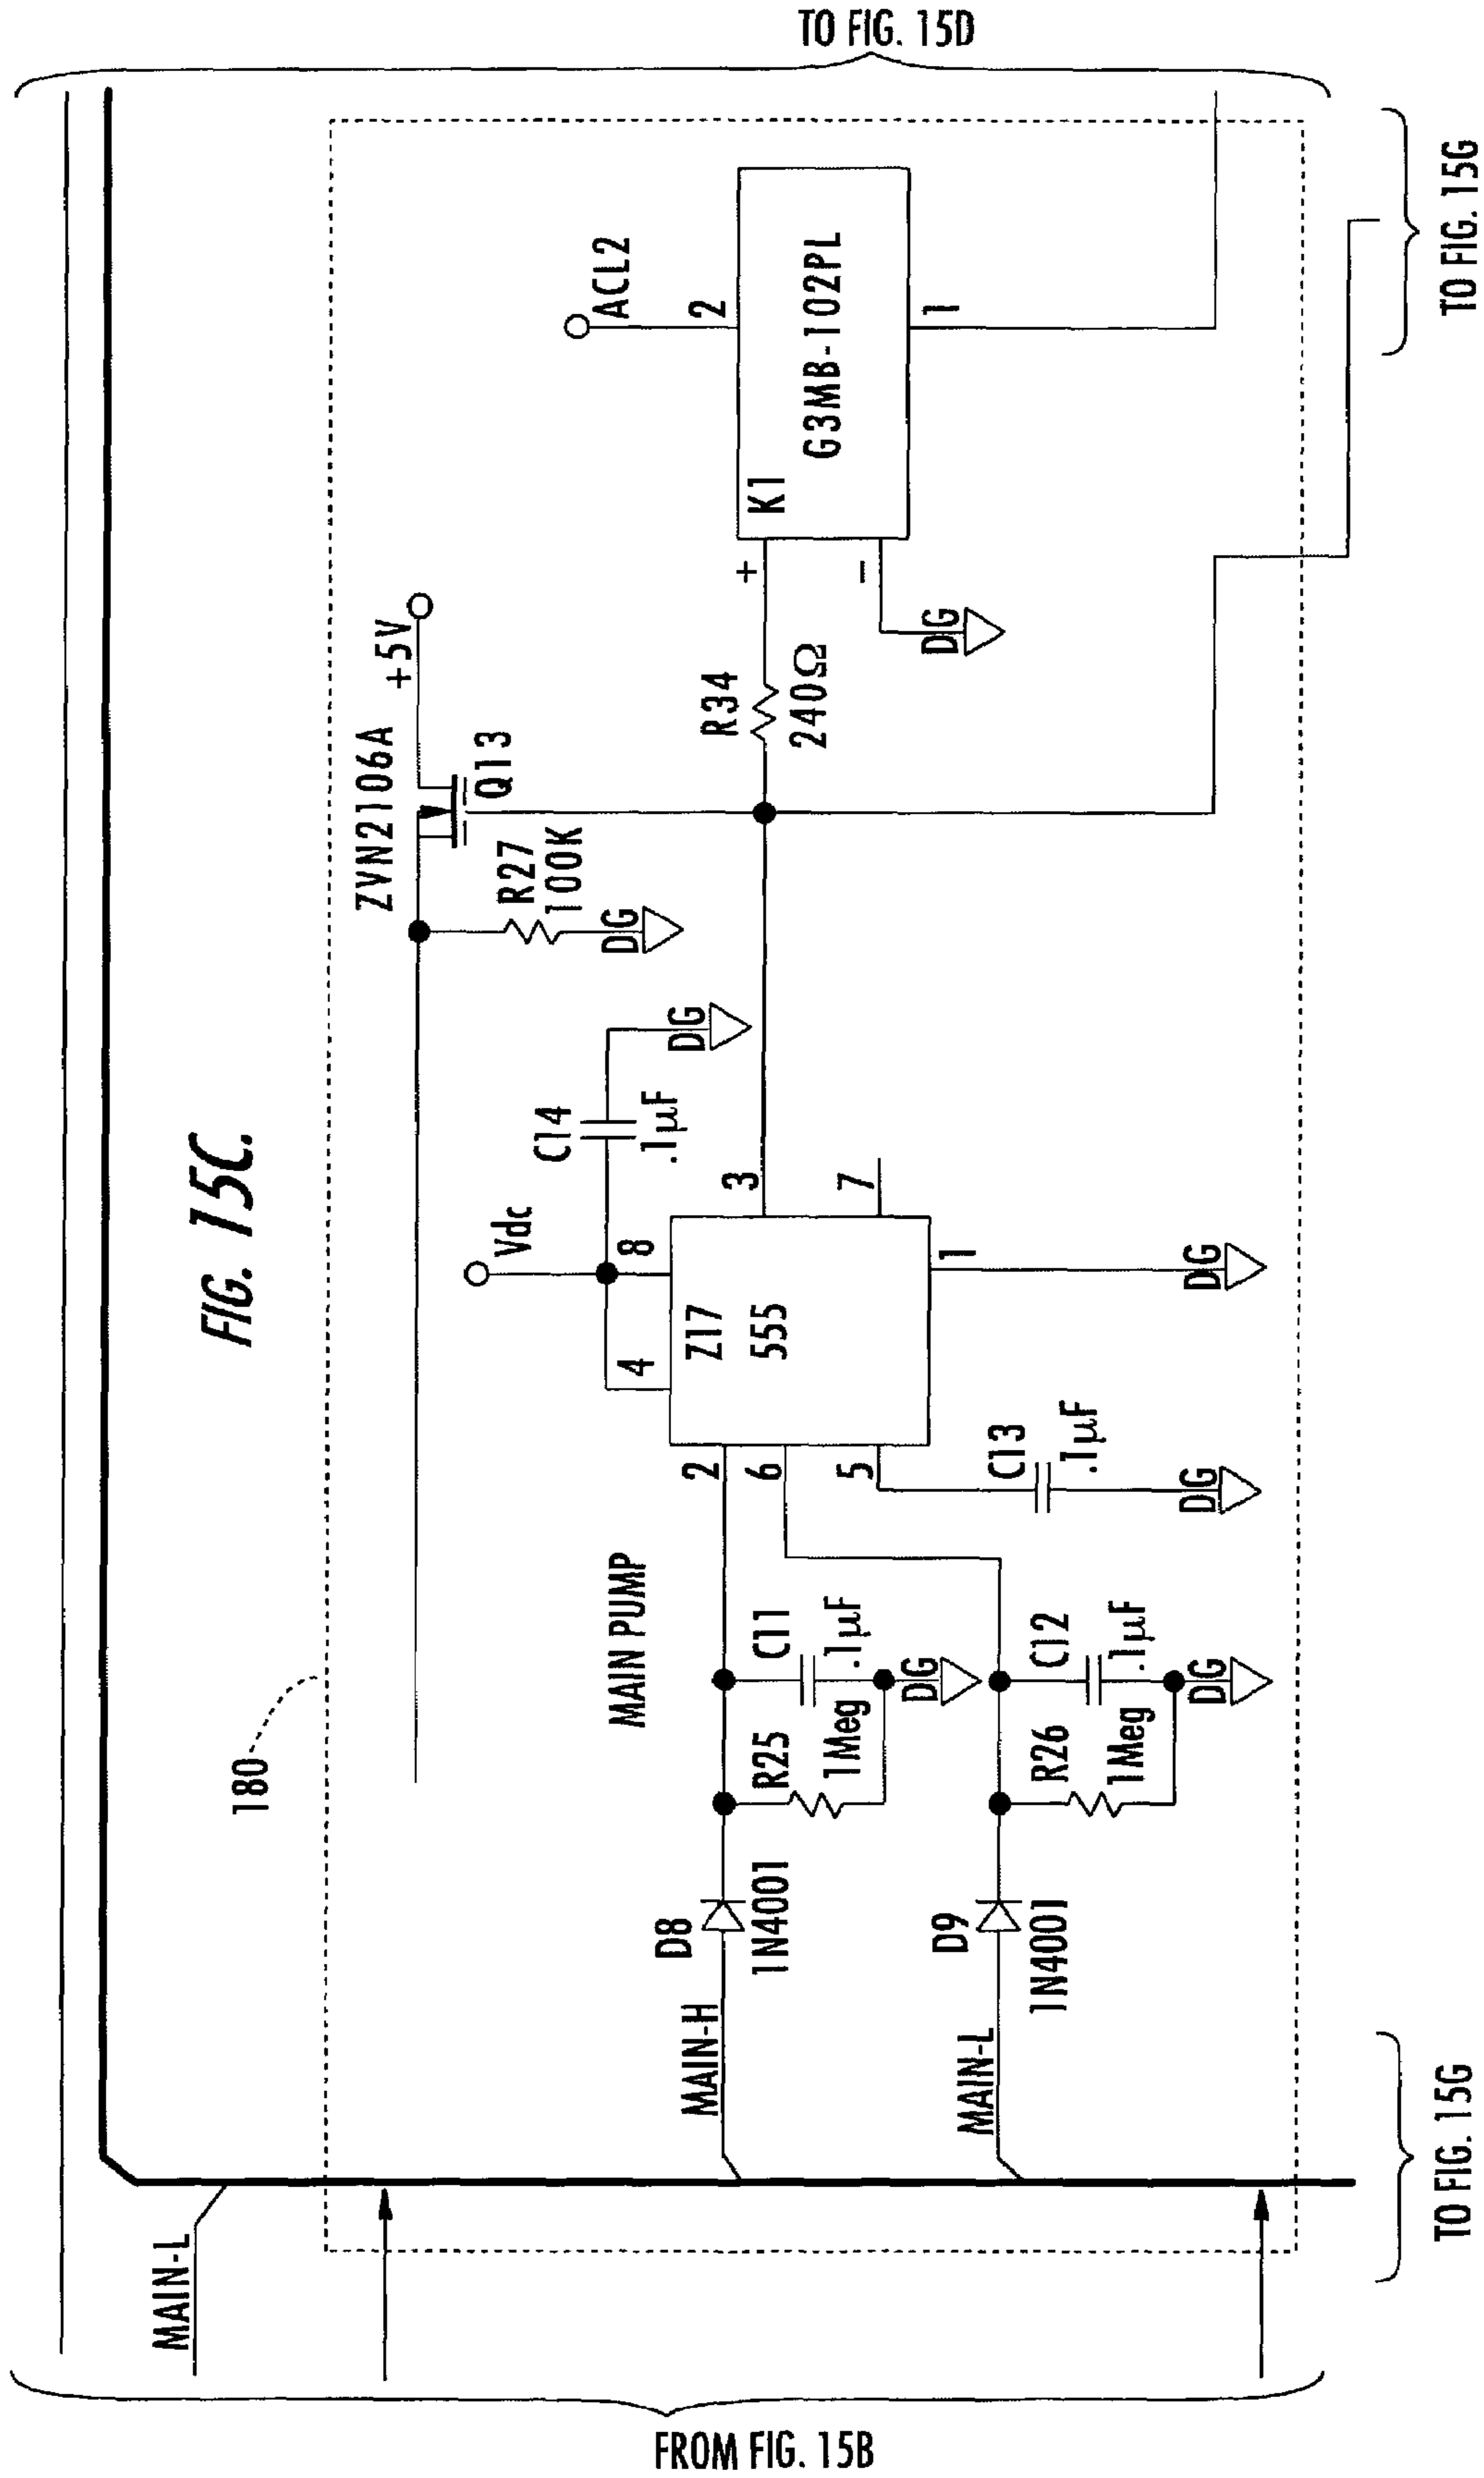 FIG. 15C.
TO FIG. 15D
FROM FIG. 15B
TO FIG. 15G
TO FIG. 15G
180
MAIN-L
MAIN PUMP
MAIN-H
D8
1N4001
R25
1Meg
C11
.1µF
DG
MAIN-L
D9
1N4001
R26
1Meg
C12
.1µF
DG
2
6
5
C13
.1µF
DG
Z17
555
4
8
Vdc
C14
.1µF
DG
3
7
1
DG
ZVN2106A
Q13
+5V
R27
100K
DG
R34
240Ω
+
−
DG
K1
G3MB-102PL
2
ACL2
1